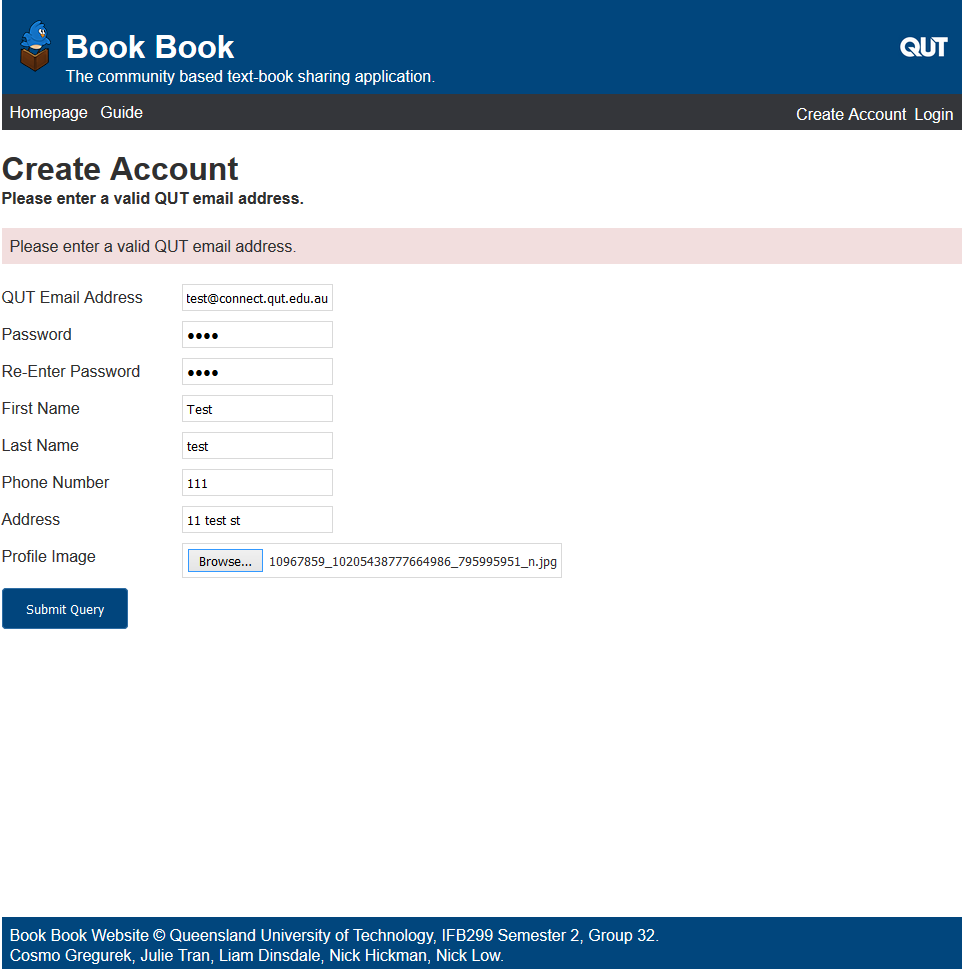 Book Book
The community based text-book sharing application.
QUT
Homepage Guide Create Account Login
Create Account
Please enter a valid QUT email address.
Please enter a valid QUT email address.
QUT Email Address test@connect.qut.edu.au
Password ●●●●
Re-Enter Password ●●●●
First Name Test
Last Name test
Phone Number 111
Address 11 test st
Profile Image Browse... 10967859_10205438777664986_795995951_n.jpg
Submit Query
Book Book Website © Queensland University of Technology, IFB299 Semester 2, Group 32.
Cosmo Gregurek, Julie Tran, Liam Dinsdale, Nick Hickman, Nick Low.